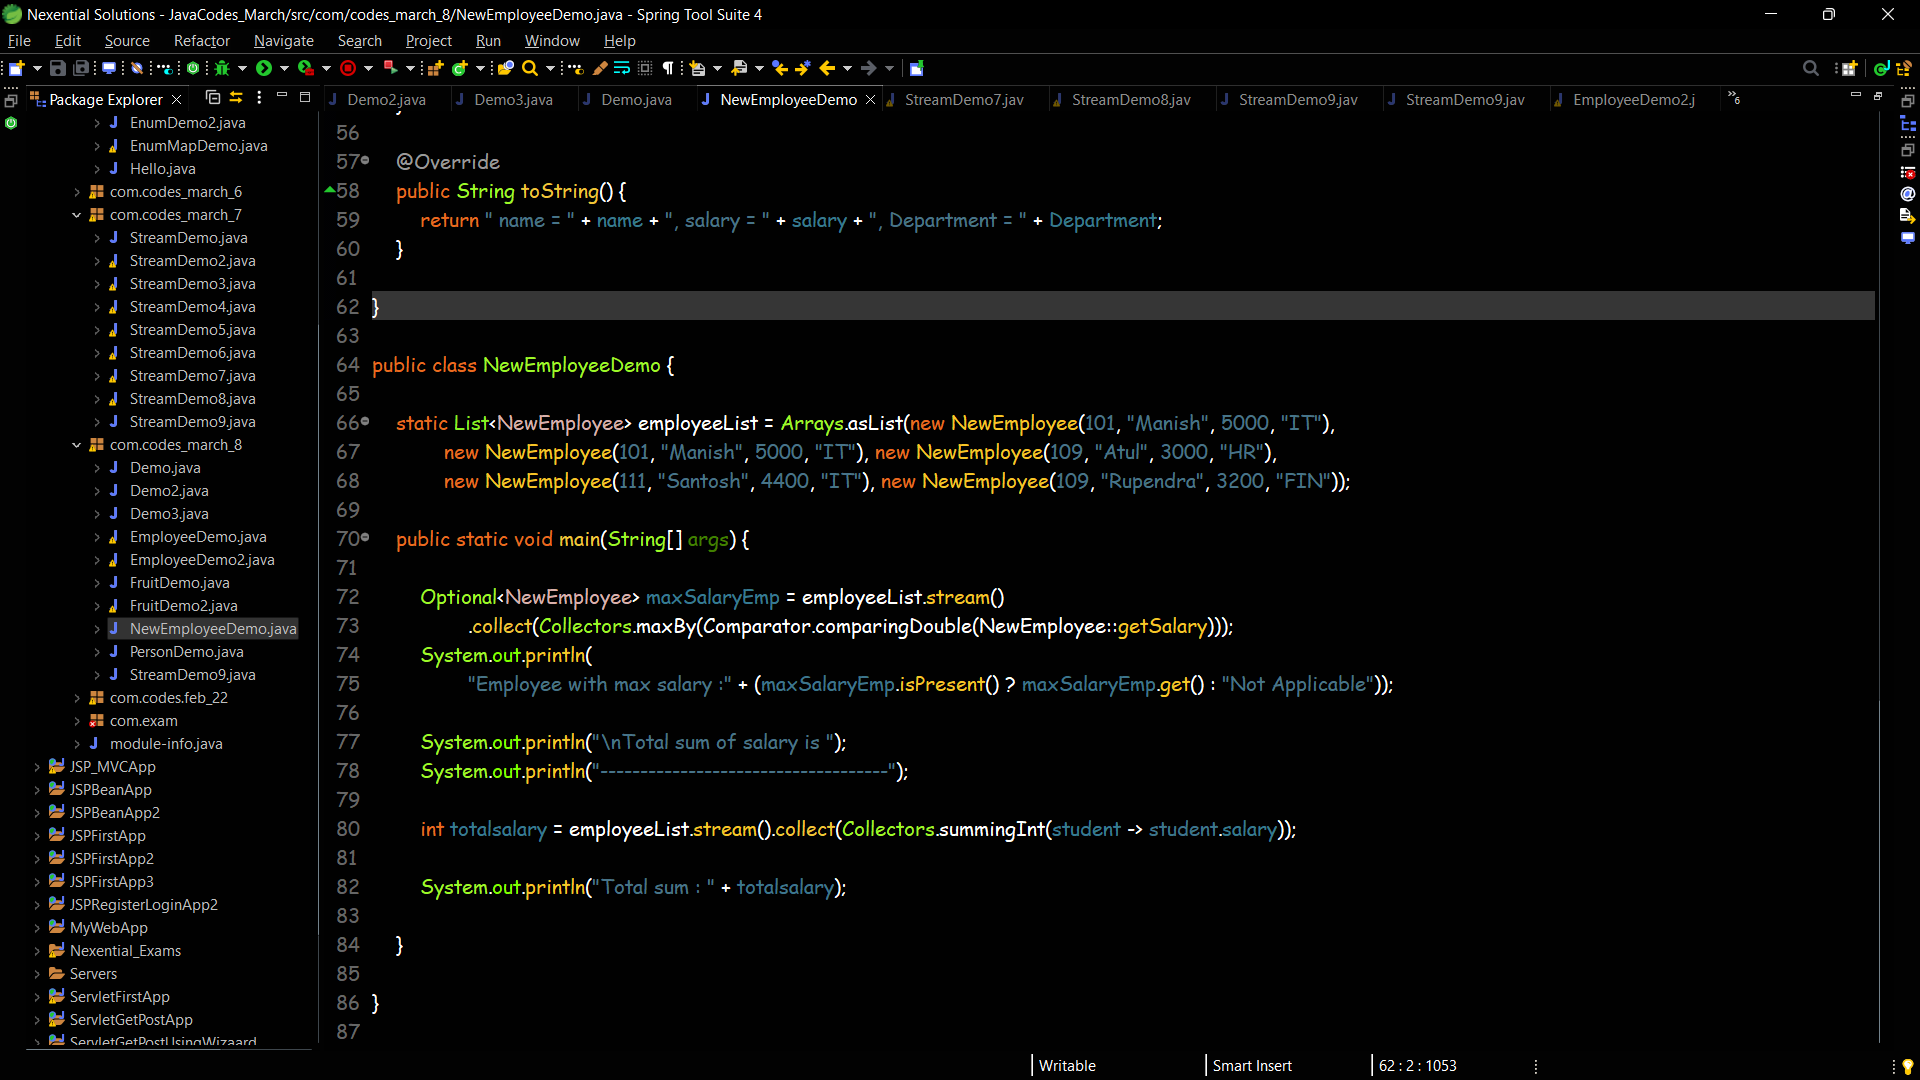 Nexential Solutions - JavaCodes_March/src/com/codes_march_8/NewEmployeeDemo.java - Spring Tool Suite 4
File Edit Source Refactor Navigate Search Project Run Window Help
Package Explorer
EnumDemo2.java
EnumMapDemo.java
Hello.java
com.codes_march_6
com.codes_march_7
StreamDemo.java
StreamDemo2.java
StreamDemo3.java
StreamDemo4.java
StreamDemo5.java
StreamDemo6.java
StreamDemo7.java
StreamDemo8.java
StreamDemo9.java
com.codes_march_8
Demo.java
Demo2.java
Demo3.java
EmployeeDemo.java
EmployeeDemo2.java
FruitDemo.java
FruitDemo2.java
NewEmployeeDemo.java
PersonDemo.java
StreamDemo9.java
com.codes.feb_22
com.exam
module-info.java
JSP_MVCApp
JSPBeanApp
JSPBeanApp2
JSPFirstApp
JSPFirstApp2
JSPFirstApp3
JSPRegisterLoginApp2
MyWebApp
Nexential_Exams
Servers
ServletFirstApp
ServletGetPostApp
ServletGetPostUsingWizaard
Demo2.java Demo3.java Demo.java NewEmployeeDemo StreamDemo7.jav StreamDemo8.jav StreamDemo9.jav StreamDemo9.jav EmployeeDemo2.j »6
56
57 @Override
58 public String toString() {
59 return " name = " + name + ", salary = " + salary + ", Department = " + Department;
60 }
61
62 }
63
64 public class NewEmployeeDemo {
65
66 static List<NewEmployee> employeeList = Arrays.asList(new NewEmployee(101, "Manish", 5000, "IT"),
67 new NewEmployee(101, "Manish", 5000, "IT"), new NewEmployee(109, "Atul", 3000, "HR"),
68 new NewEmployee(111, "Santosh", 4400, "IT"), new NewEmployee(109, "Rupendra", 3200, "FIN"));
69
70 public static void main(String[] args) {
71
72 Optional<NewEmployee> maxSalaryEmp = employeeList.stream()
73 .collect(Collectors.maxBy(Comparator.comparingDouble(NewEmployee::getSalary)));
74 System.out.println(
75 "Employee with max salary :" + (maxSalaryEmp.isPresent() ? maxSalaryEmp.get() : "Not Applicable"));
76
77 System.out.println("\nTotal sum of salary is ");
78 System.out.println("------------------------------------");
79
80 int totalsalary = employeeList.stream().collect(Collectors.summingInt(student -> student.salary));
81
82 System.out.println("Total sum : " + totalsalary);
83
84 }
85
86 }
87
Writable Smart Insert 62 : 2 : 1053